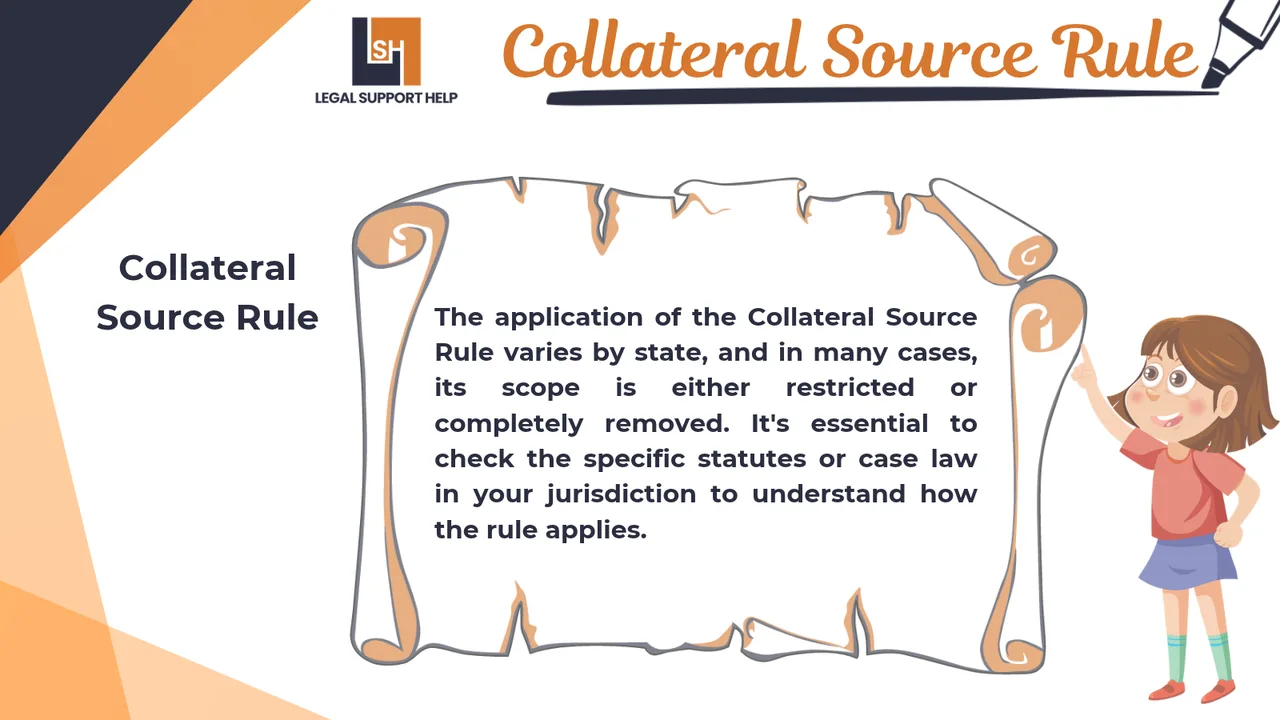 SH
LEGAL SUPPORT HELP
Collateral Source Rule
Collateral
Source Rule
The application of the Collateral Source
Rule varies by state, and in many cases,
its scope is either restricted or
completely removed. It's essential to
check the specific statutes or case law
in your jurisdiction to understand how
the rule applies.